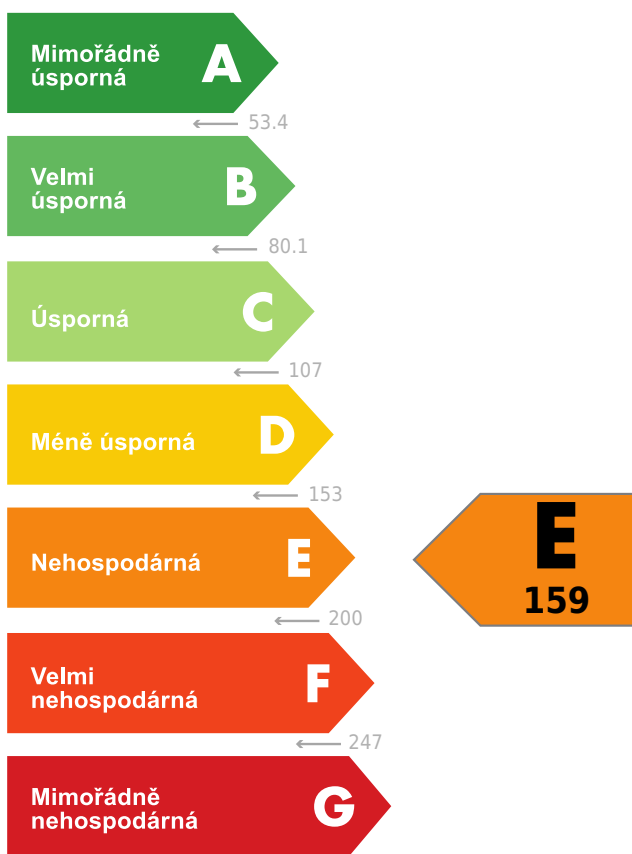 Mimořádně
úsporná
A
53.4
Velmi
úsporná
B
80.1
Úsporná
C
107
Méně úsporná
D
153
Nehospodárná
E
E
159
200
Velmi
nehospodárná
F
247
Mimořádně
nehospodárná
G